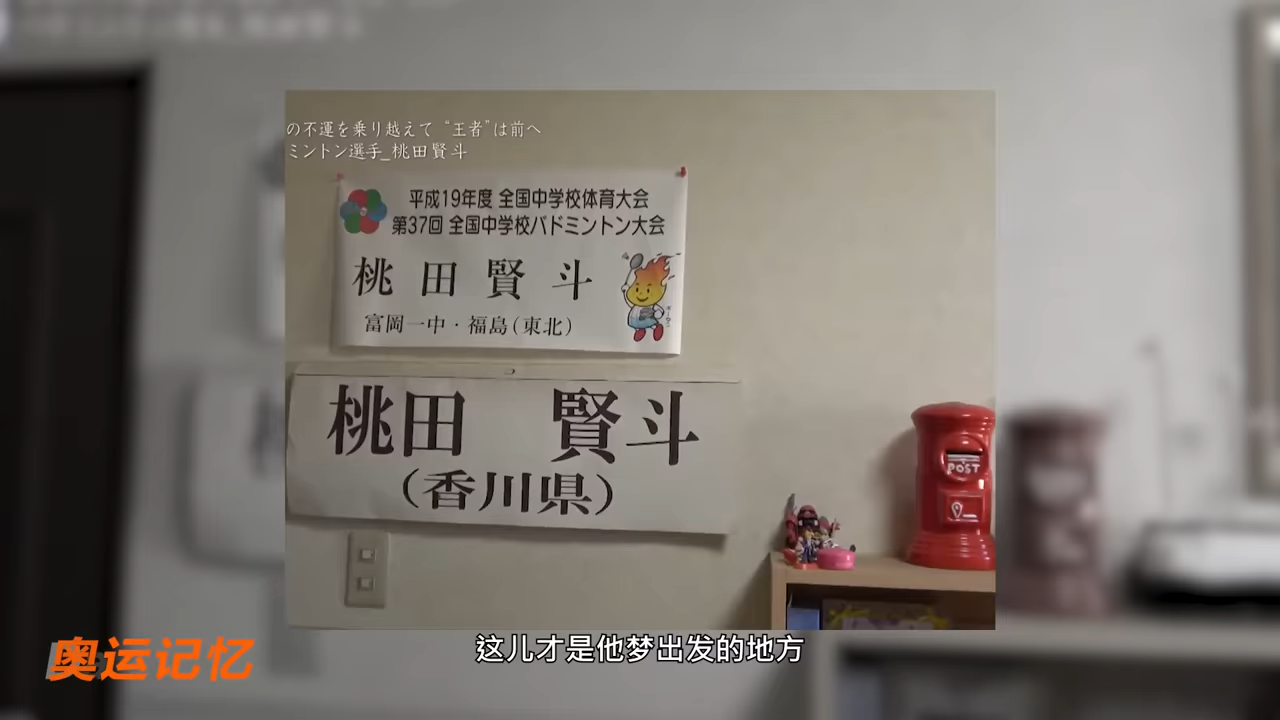 の不運を乗り越えて “王者”は前へ
ミントン選手_桃田賢斗
平成19年度 全国中学校体育大会
第37回 全国中学校バドミントン大会
桃田賢斗
富岡一中・福島(東北)
桃田 賢斗
(香川県)
POST
这儿才是他梦出发的地方
奥运记忆